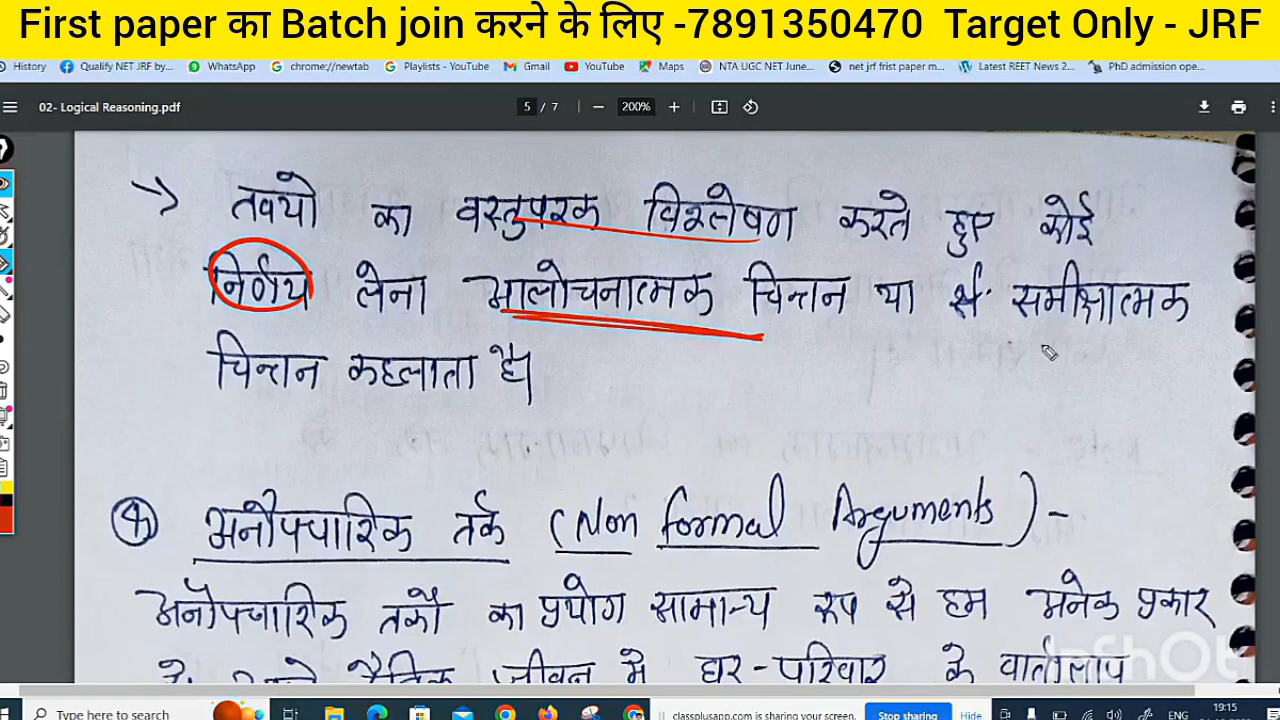 First paper का Batch join करने के लिए -7891350470 Target Only - JRF
History Qualify NET JRF by... WhatsApp chrome://newtab Playlists - YouTube Gmail YouTube Maps NTA UGC NET June... net jrf frist paper m... Latest REET News 2... PhD admission ope...
02- Logical Reasoning.pdf 5 / 7 200%
→ तथ्यो का वस्तुपरक विश्लेषण करते हुए कोई
निर्णय लेना आलोचनात्मक चिन्तन या समीक्षात्मक
चिन्तन कहलाता है।
④ अनौपचारिक तर्क (Non formal Arguments) -
अनौपचारिक तर्कों का प्रयोग सामान्य रूप से हम अनेक प्रकार
जीवन मे घर-परिवार के वार्तालाप
InShOt
Type here to search classplusapp.com is sharing your screen. Stop sharing Hide ENG 19:15